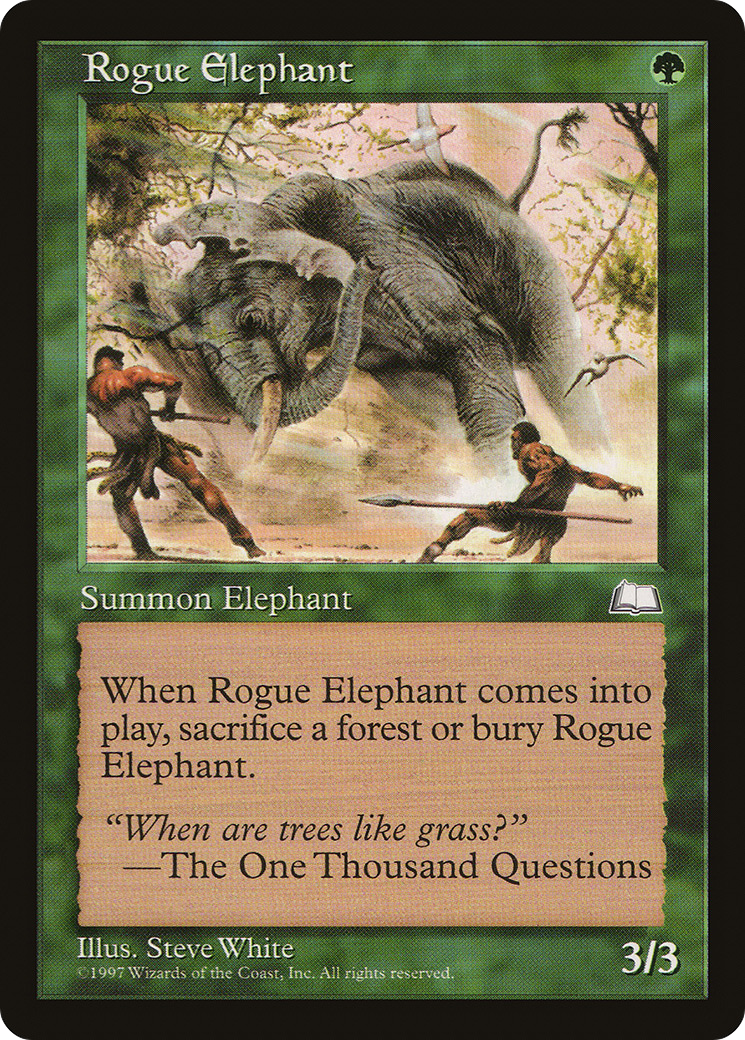 Rogue Elephant
Summon Elephant
When Rogue Elephant comes into
play, sacrifice a forest or bury Rogue
Elephant.
“When are trees like grass?”
—The One Thousand Questions
Illus. Steve White
©1997 Wizards of the Coast, Inc. All rights reserved.
3/3